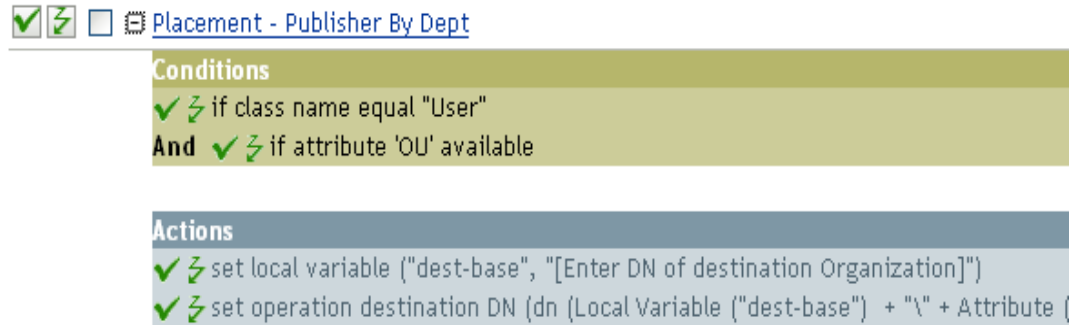 Placement - Publisher By Dept
Conditions
if class name equal "User"
And if attribute 'OU' available
Actions
set local variable ("dest-base", "[Enter DN of destination Organization]")
set operation destination DN (dn (Local Variable ("dest-base") + "\" + Attribute (